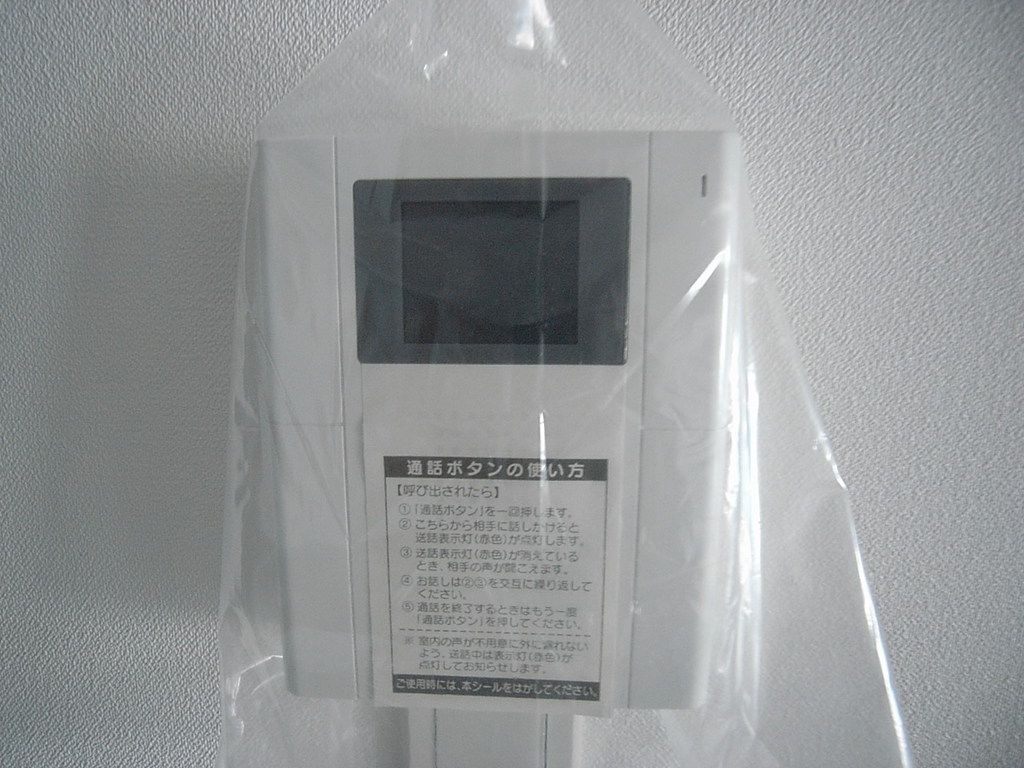 通話ボタンの使い方
【呼び出されたら】
①「通話ボタン」を一回押します。
② こちらから相手に話しかけると
送話表示灯(赤色)が点灯します。
③ 送話表示灯(赤色)が消えている
とき、相手の声が聞こえます。
④ お話しは②③を交互に繰り返して
ください。
⑤ 通話を終了するときはもう一度
「通話ボタン」を押してください。
※ 室内の声が不用意に外に漏れない
よう、送話中は表示灯(赤色)が
点灯してお知らせします。
ご使用時には、本シールをはがしてください。